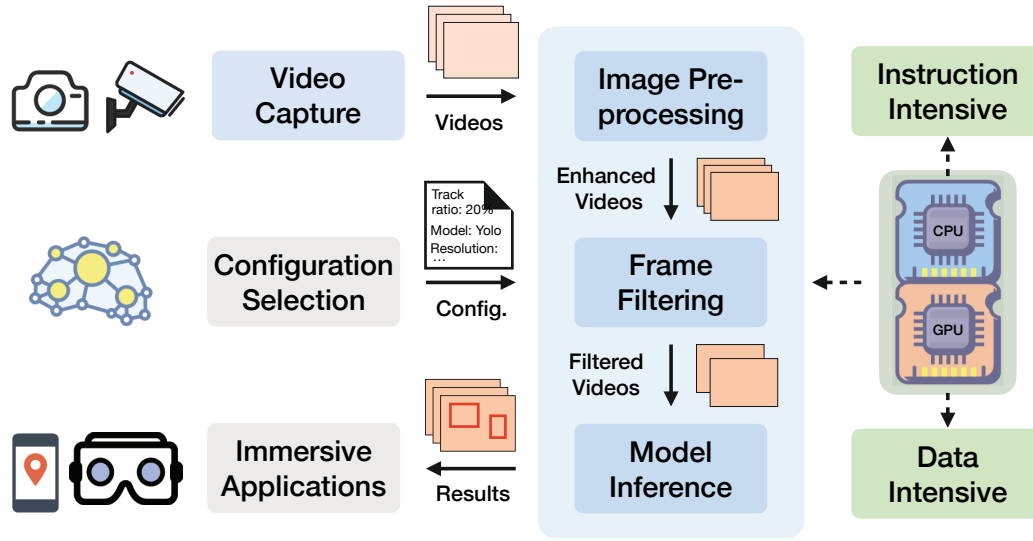 Video
Capture
Videos
Image Pre-
processing
Instruction
Intensive
Enhanced
Videos
Track
ratio: 20%
Model: Yolo
Resolution:
...
Configuration
Selection
Config.
Frame
Filtering
CPU
GPU
Filtered
Videos
Immersive
Applications
Results
Model
Inference
Data
Intensive